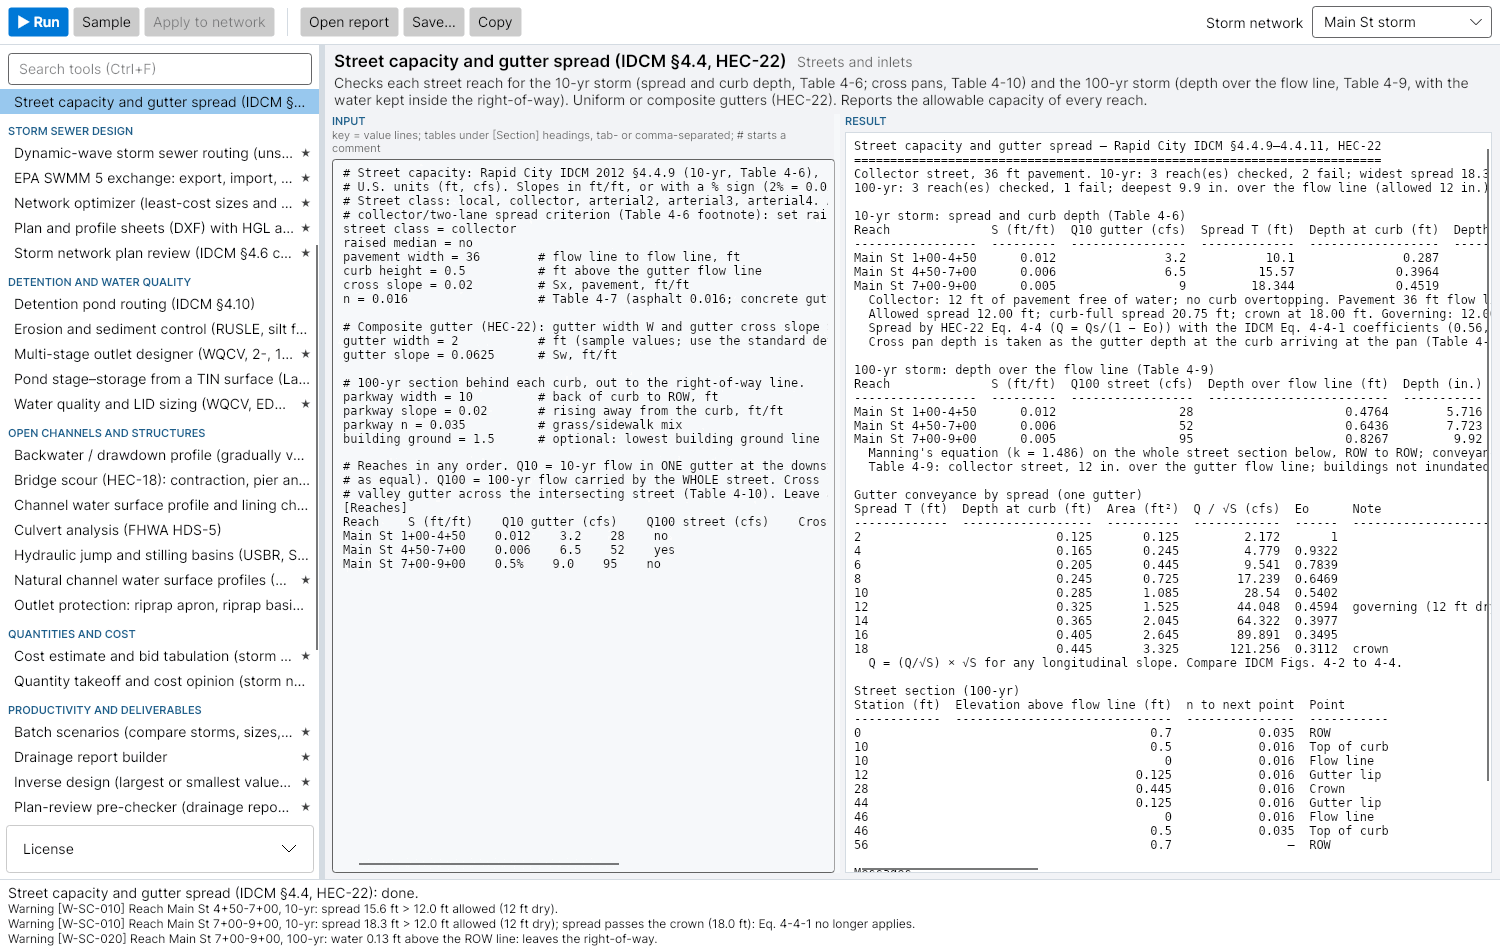 Run
Sample
Apply to network
Open report
Save...
Copy
Storm network
Main St storm
Search tools (Ctrl+F)
Street capacity and gutter spread (IDCM §...
STORM SEWER DESIGN
Dynamic-wave storm sewer routing (uns... ★
EPA SWMM 5 exchange: export, import, ... ★
Network optimizer (least-cost sizes and ... ★
Plan and profile sheets (DXF) with HGL a... ★
Storm network plan review (IDCM §4.6 c... ★
DETENTION AND WATER QUALITY
Detention pond routing (IDCM §4.10)
Erosion and sediment control (RUSLE, silt f...
Multi-stage outlet designer (WQCV, 2-, 1... ★
Pond stage–storage from a TIN surface (La...
Water quality and LID sizing (WQCV, ED... ★
OPEN CHANNELS AND STRUCTURES
Backwater / drawdown profile (gradually v...
Bridge scour (HEC-18): contraction, pier an...
Channel water surface profile and lining ch...
Culvert analysis (FHWA HDS-5)
Hydraulic jump and stilling basins (USBR, S...
Natural channel water surface profiles (... ★
Outlet protection: riprap apron, riprap basi...
QUANTITIES AND COST
Cost estimate and bid tabulation (storm ... ★
Quantity takeoff and cost opinion (storm n...
PRODUCTIVITY AND DELIVERABLES
Batch scenarios (compare storms, sizes,... ★
Drainage report builder ★
Inverse design (largest or smallest value... ★
Plan-review pre-checker (drainage repo... ★
License
Street capacity and gutter spread (IDCM §4.4, HEC-22) Streets and inlets
Checks each street reach for the 10-yr storm (spread and curb depth, Table 4-6; cross pans, Table 4-10) and the 100-yr storm (depth over the flow line, Table 4-9, with the
water kept inside the right-of-way). Uniform or composite gutters (HEC-22). Reports the allowable capacity of every reach.
INPUT
key = value lines; tables under [Section] headings, tab- or comma-separated; # starts a
comment
# Street capacity: Rapid City IDCM 2012 §4.4.9 (10-yr, Table 4-6),
# U.S. units (ft, cfs). Slopes in ft/ft, or with a % sign (2% = 0.0
# Street class: local, collector, arterial2, arterial3, arterial4.
# collector/two-lane spread criterion (Table 4-6 footnote): set rai
street class = collector
raised median = no
pavement width = 36 # flow line to flow line, ft
curb height = 0.5 # ft above the gutter flow line
cross slope = 0.02 # Sx, pavement, ft/ft
n = 0.016 # Table 4-7 (asphalt 0.016; concrete gut
# Composite gutter (HEC-22): gutter width W and gutter cross slope
gutter width = 2 # ft (sample values; use the standard de
gutter slope = 0.0625 # Sw, ft/ft
# 100-yr section behind each curb, out to the right-of-way line.
parkway width = 10 # back of curb to ROW, ft
parkway slope = 0.02 # rising away from the curb, ft/ft
parkway n = 0.035 # grass/sidewalk mix
building ground = 1.5 # optional: lowest building ground line
# Reaches in any order. Q10 = 10-yr flow in ONE gutter at the downs
# as equal). Q100 = 100-yr flow carried by the WHOLE street. Cross
# valley gutter across the intersecting street (Table 4-10). Leave
[Reaches]
Reach S (ft/ft) Q10 gutter (cfs) Q100 street (cfs) Cros
Main St 1+00-4+50 0.012 3.2 28 no
Main St 4+50-7+00 0.006 6.5 52 yes
Main St 7+00-9+00 0.5% 9.0 95 no
RESULT
Street capacity and gutter spread — Rapid City IDCM §4.4.9–4.4.11, HEC-22
=========================================================================
Collector street, 36 ft pavement. 10-yr: 3 reach(es) checked, 2 fail; widest spread 18.3
100-yr: 3 reach(es) checked, 1 fail; deepest 9.9 in. over the flow line (allowed 12 in.)
10-yr storm: spread and curb depth (Table 4-6)
Reach S (ft/ft) Q10 gutter (cfs) Spread T (ft) Depth at curb (ft) Depth
Main St 1+00-4+50 0.012 3.2 10.1 0.287
Main St 4+50-7+00 0.006 6.5 15.57 0.3964
Main St 7+00-9+00 0.005 9 18.344 0.4519
Collector: 12 ft of pavement free of water; no curb overtopping. Pavement 36 ft flow l
Allowed spread 12.00 ft; curb-full spread 20.75 ft; crown at 18.00 ft. Governing: 12.0
Spread by HEC-22 Eq. 4-4 (Q = Qs/(1 − Eo)) with the IDCM Eq. 4-4-1 coefficients (0.56,
Cross pan depth is taken as the gutter depth at the curb arriving at the pan (Table 4-
100-yr storm: depth over the flow line (Table 4-9)
Reach S (ft/ft) Q100 street (cfs) Depth over flow line (ft) Depth (in.)
Main St 1+00-4+50 0.012 28 0.4764 5.716
Main St 4+50-7+00 0.006 52 0.6436 7.723
Main St 7+00-9+00 0.005 95 0.8267 9.92
Manning's equation (k = 1.486) on the whole street section below, ROW to ROW; conveyan
Table 4-9: collector street, 12 in. over the gutter flow line; buildings not inundated
Gutter conveyance by spread (one gutter)
Spread T (ft) Depth at curb (ft) Area (ft²) Q / √S (cfs) Eo Note
2 0.125 0.125 2.172 1
4 0.165 0.245 4.779 0.9322
6 0.205 0.445 9.541 0.7839
8 0.245 0.725 17.239 0.6469
10 0.285 1.085 28.54 0.5402
12 0.325 1.525 44.048 0.4594 governing (12 ft dr
14 0.365 2.045 64.322 0.3977
16 0.405 2.645 89.891 0.3495
18 0.445 3.325 121.256 0.3112 crown
Q = (Q/√S) × √S for any longitudinal slope. Compare IDCM Figs. 4-2 to 4-4.
Street section (100-yr)
Station (ft) Elevation above flow line (ft) n to next point Point
0 0.7 0.035 ROW
10 0.5 0.016 Top of curb
10 0 0.016 Flow line
12 0.125 0.016 Gutter lip
28 0.445 0.016 Crown
44 0.125 0.016 Gutter lip
46 0 0.016 Flow line
46 0.5 0.035 Top of curb
56 0.7 — ROW
Street capacity and gutter spread (IDCM §4.4, HEC-22): done.
Warning [W-SC-010] Reach Main St 4+50-7+00, 10-yr: spread 15.6 ft > 12.0 ft allowed (12 ft dry).
Warning [W-SC-010] Reach Main St 7+00-9+00, 10-yr: spread 18.3 ft > 12.0 ft allowed (12 ft dry); spread passes the crown (18.0 ft): Eq. 4-4-1 no longer applies.
Warning [W-SC-020] Reach Main St 7+00-9+00, 100-yr: water 0.13 ft above the ROW line: leaves the right-of-way.